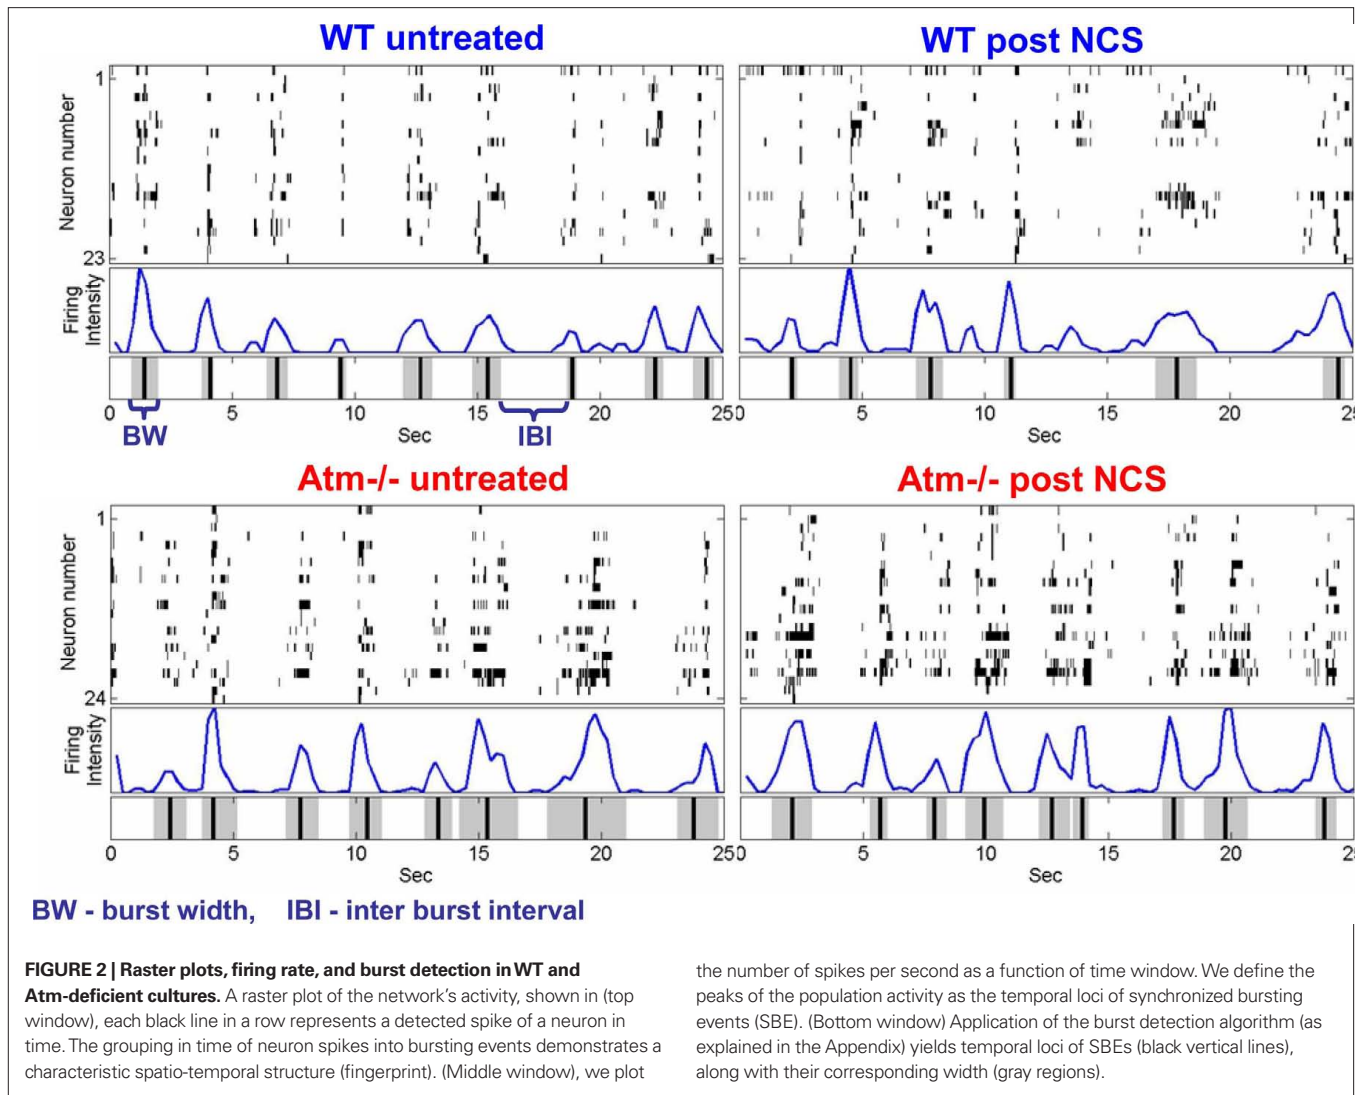 WT untreated
WT post NCS
1
Neuron number
23
Firing
Intensity
0 5 10 15 20 250 5 10 15 20 25
BW
Sec
IBI
Sec
Atm-/- untreated
Atm-/- post NCS
1
Neuron number
24
Firing
Intensity
0 5 10 15 20 250 5 10 15 20 25
Sec
Sec
BW - burst width, IBI - inter burst interval
FIGURE 2 | Raster plots, firing rate, and burst detection in WT and
Atm-deficient cultures. A raster plot of the network's activity, shown in (top
window), each black line in a row represents a detected spike of a neuron in
time. The grouping in time of neuron spikes into bursting events demonstrates a
characteristic spatio-temporal structure (fingerprint). (Middle window), we plot
the number of spikes per second as a function of time window. We define the
peaks of the population activity as the temporal loci of synchronized bursting
events (SBE). (Bottom window) Application of the burst detection algorithm (as
explained in the Appendix) yields temporal loci of SBEs (black vertical lines),
along with their corresponding width (gray regions).